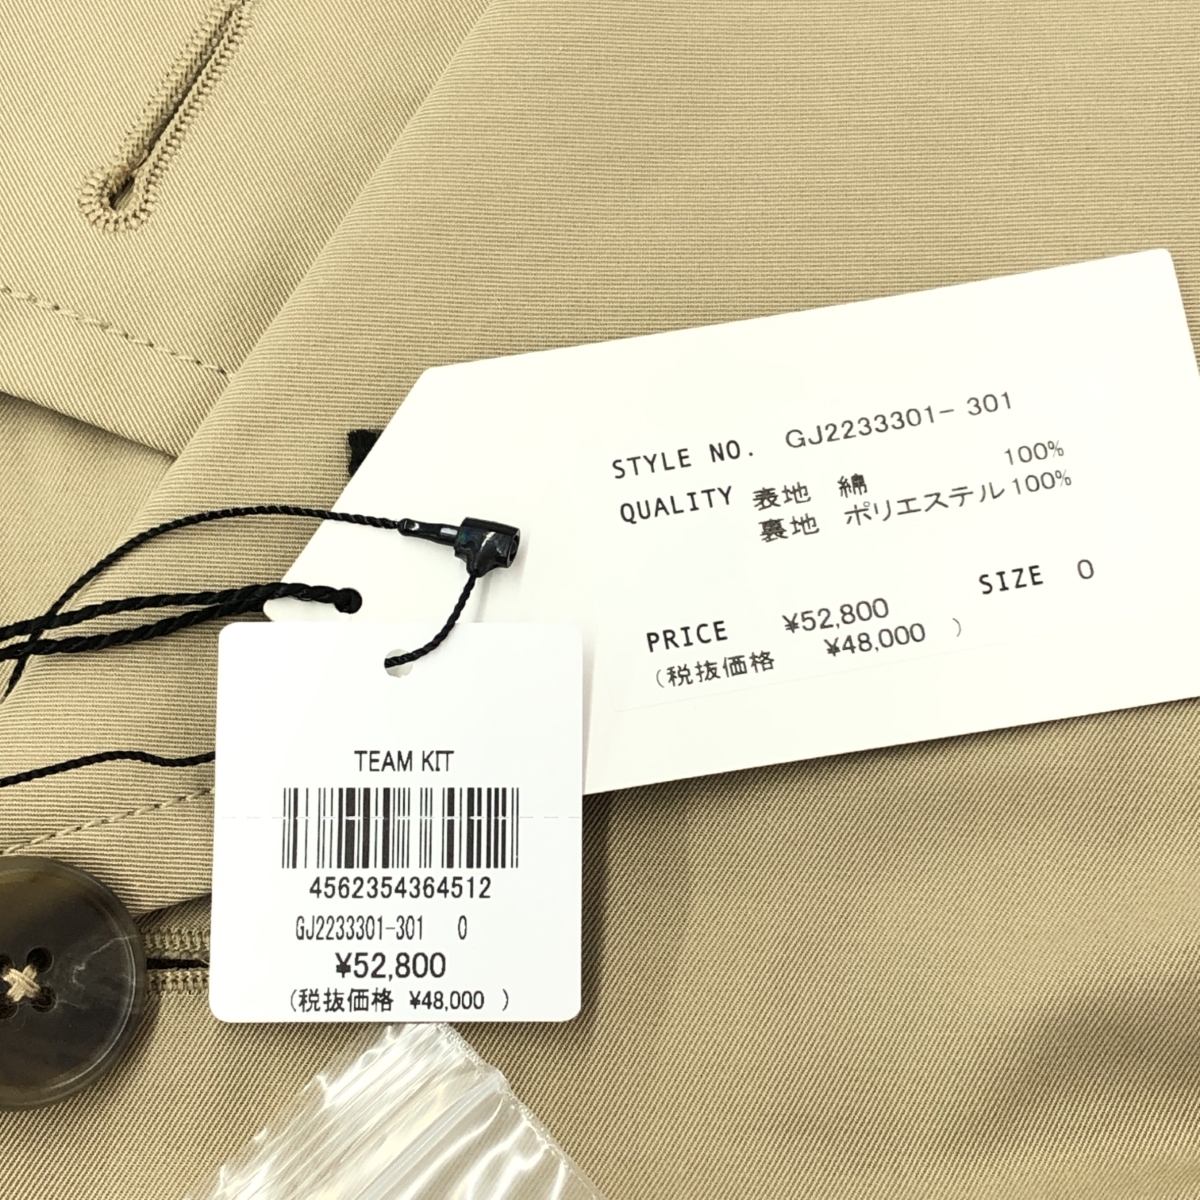 STYLE NO. GJ2233301-301
QUALITY 表地 綿 100%
裏地 ポリエステル100%
SIZE 0
PRICE ¥52,800
(税抜価格 ¥48,000 )
TEAM KIT
4562354364512
GJ2233301-301 0
¥52,800
(税抜価格 ¥48,000 )